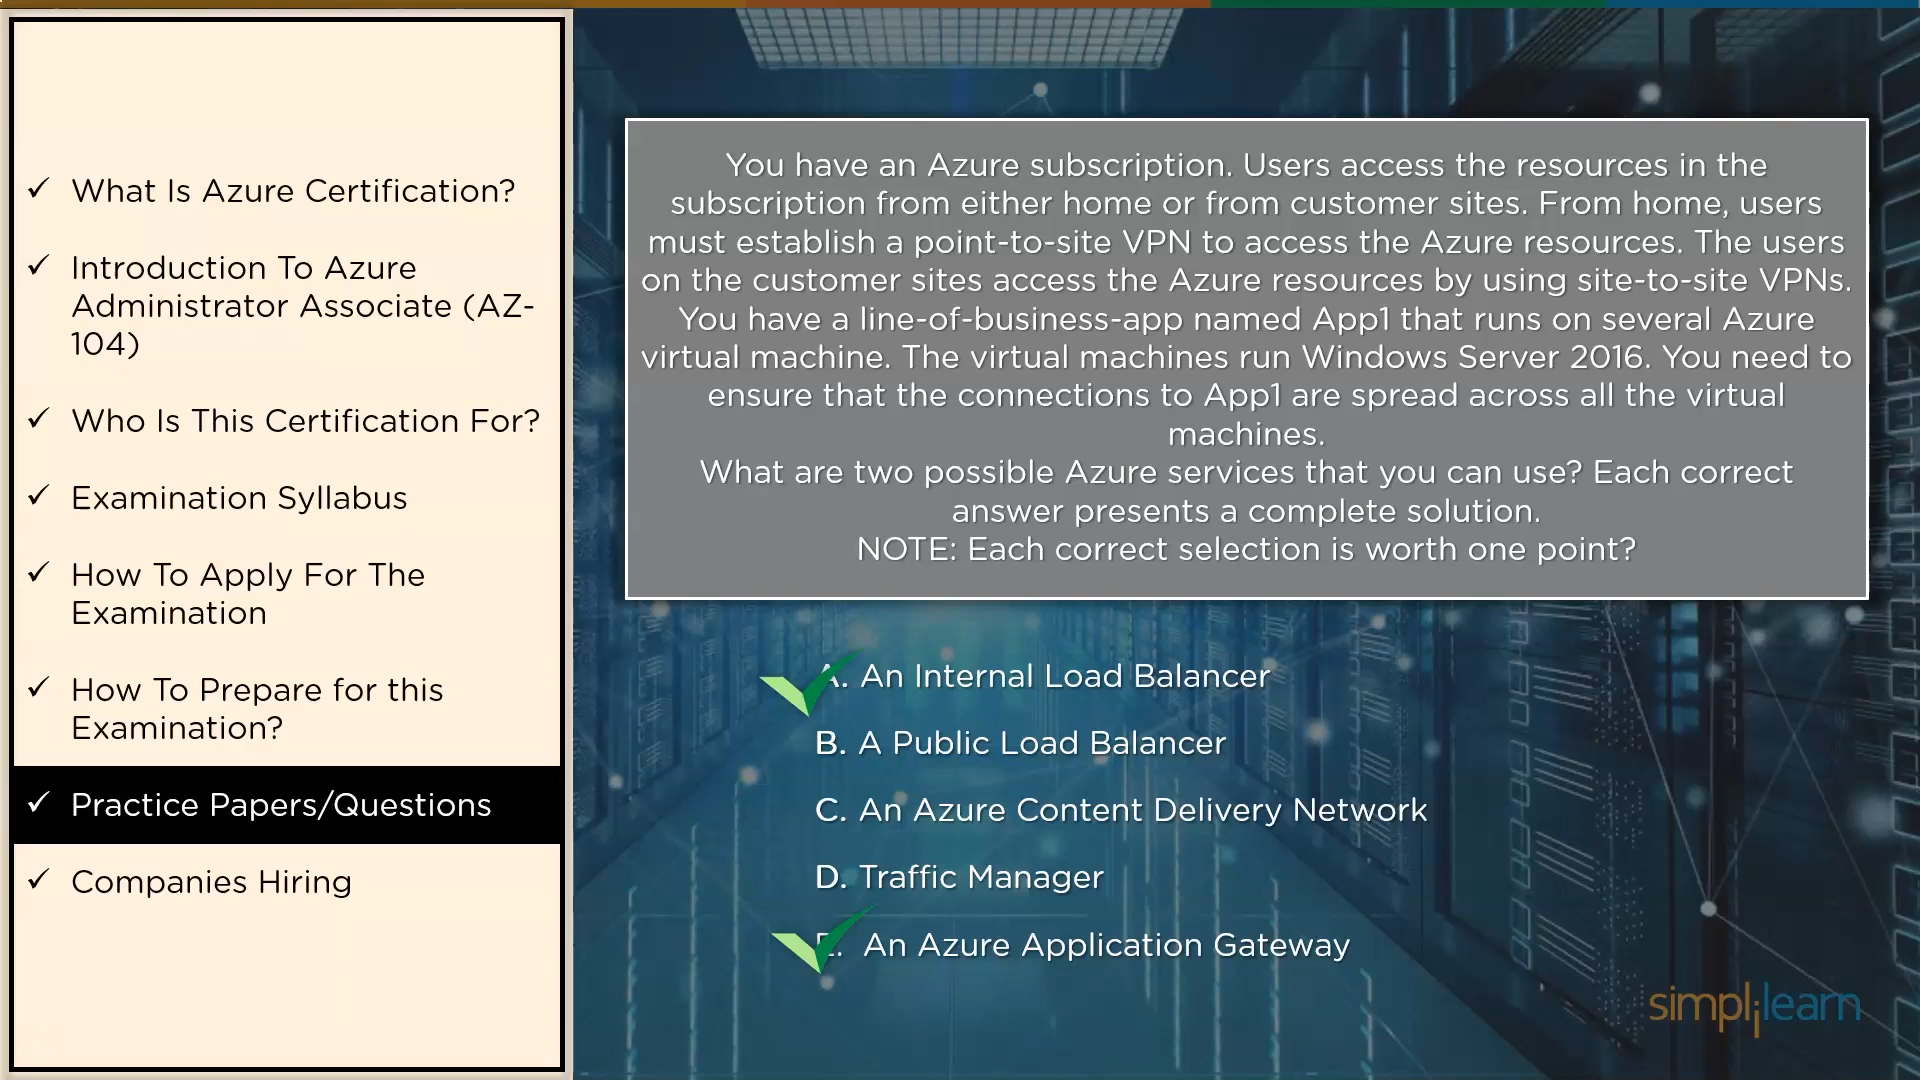 What Is Azure Certification?
Introduction To Azure
Administrator Associate (AZ-
104)
Who Is This Certification For?
Examination Syllabus
How To Apply For The
Examination
How To Prepare for this
Examination?
Practice Papers/Questions
Companies Hiring
You have an Azure subscription. Users access the resources in the
subscription from either home or from customer sites. From home, users
must establish a point-to-site VPN to access the Azure resources. The users
on the customer sites access the Azure resources by using site-to-site VPNs.
You have a line-of-business-app named App1 that runs on several Azure
virtual machine. The virtual machines run Windows Server 2016. You need to
ensure that the connections to App1 are spread across all the virtual
machines.
What are two possible Azure services that you can use? Each correct
answer presents a complete solution.
NOTE: Each correct selection is worth one point?
A. An Internal Load Balancer
B. A Public Load Balancer
C. An Azure Content Delivery Network
D. Traffic Manager
E. An Azure Application Gateway
simplilearn